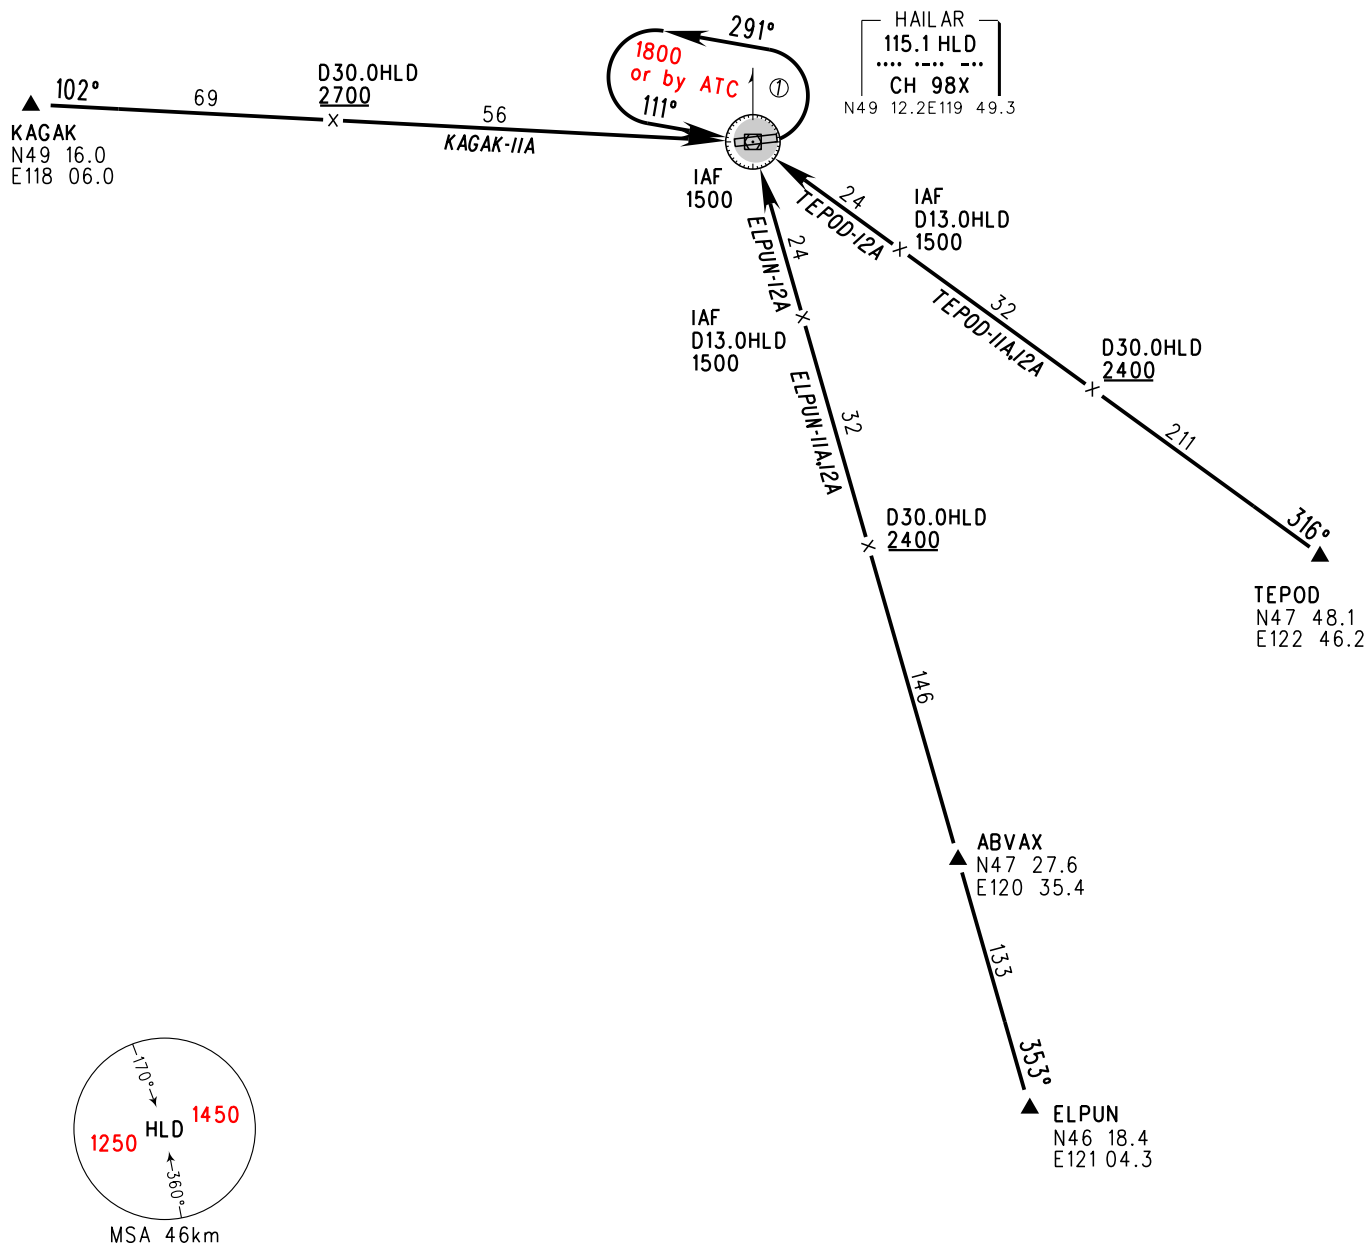 HAILAR
115.1 HLD
CH 98X
N49 12.2E119 49.3
291°
1800
or by ATC
①
111°
102°
69
D30.0HLD
2700
56
KAGAK-11A
KAGAK
N49 16.0
E118 06.0
IAF
1500
24
TEPOD-12A
IAF
D13.0HLD
1500
ELPUN-12A
24
32
TEPOD-11A,12A
IAF
D13.0HLD
1500
D30.0HLD
2400
ELPUN-11A,12A
32
211
D30.0HLD
2400
316°
TEPOD
N47 48.1
E122 46.2
146
ABVAX
N47 27.6
E120 35.4
133
353°
ELPUN
N46 18.4
E121 04.3
170°
1450
HLD
1250
360°
MSA 46km